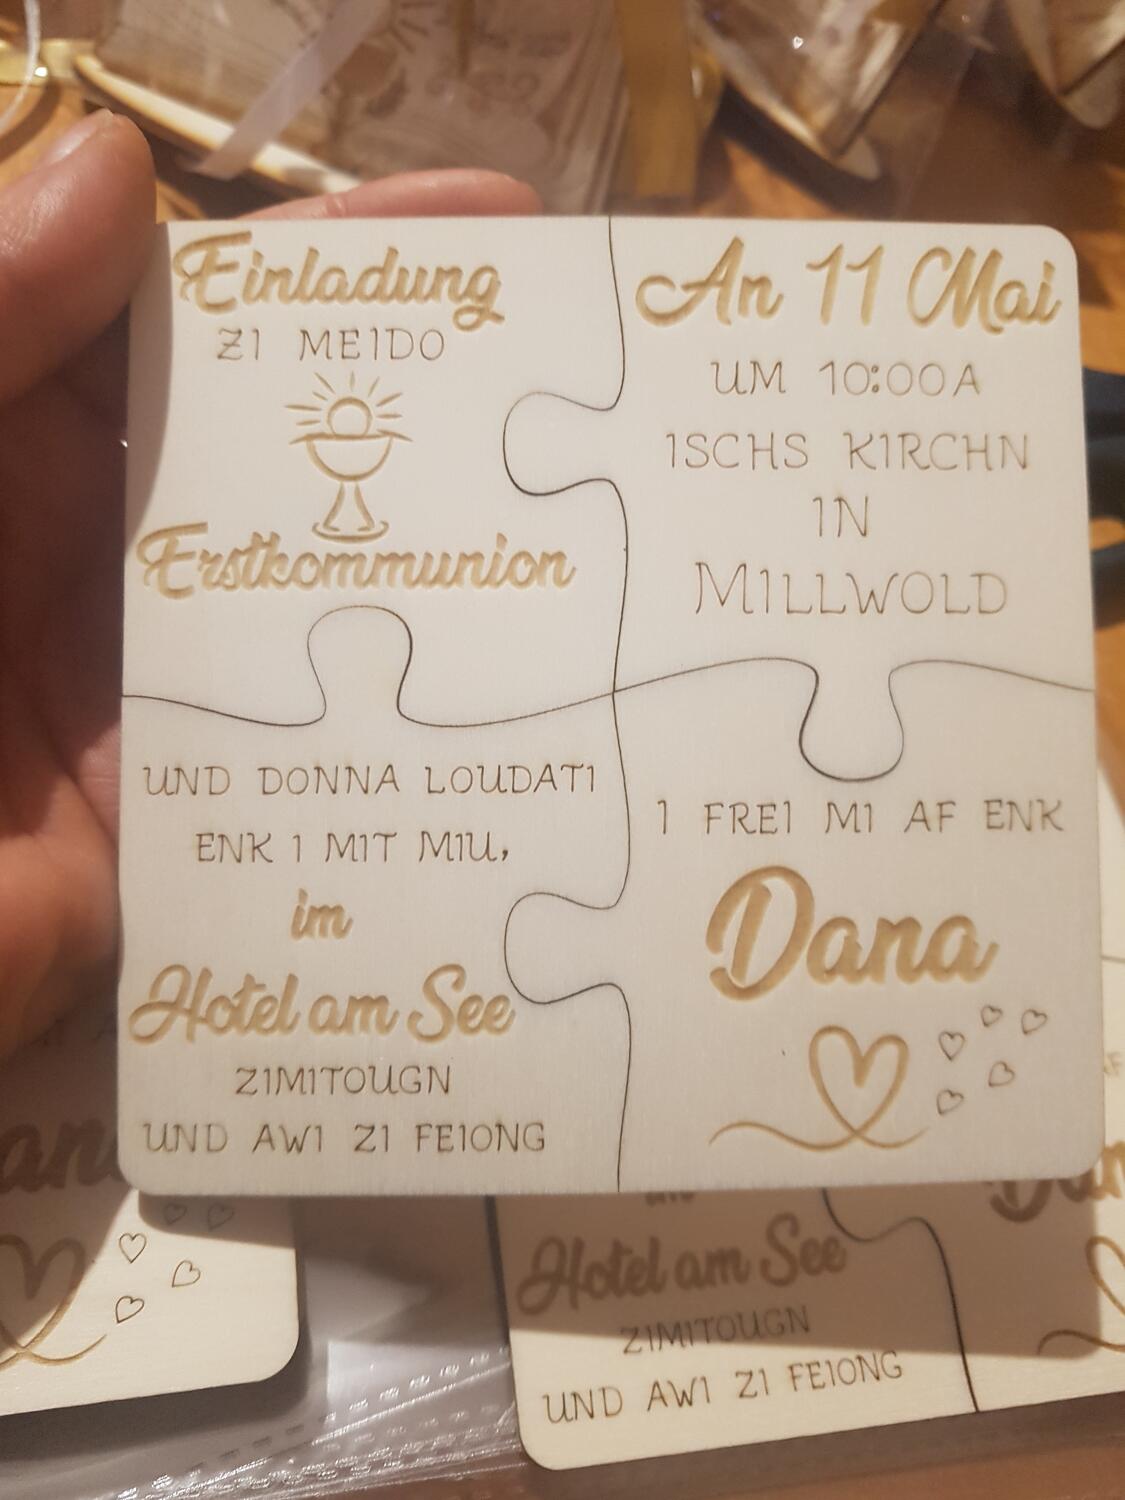 Einladung
ZI MEIDO
Erstkommunion
An 11 Mai
UM 10:00A
ISCHS KIRCHN
IN
MILLWOLD
UND DONNA LOUDATI
ENK I MIT MIU,
im
Hotel am See
ZIMITOUGN
UND AWI ZI FEIONG
I FREI MI AF ENK
Dana
Hotel am See
ZIMITOUGN
UND AWI ZI FEIONG